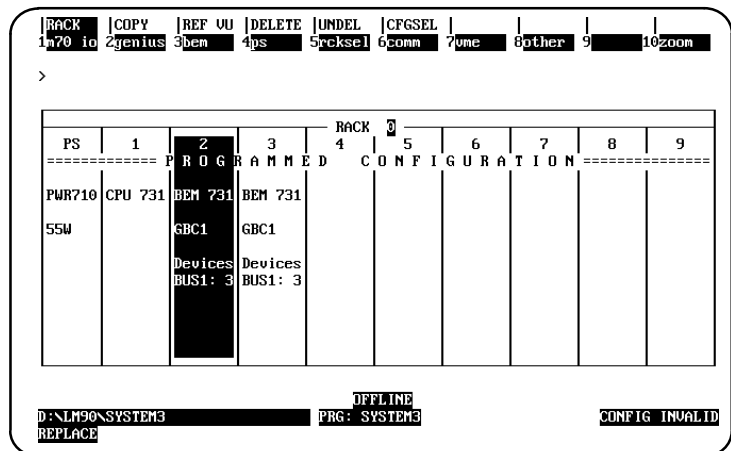 |RACK |COPY |REF VU |DELETE |UNDEL |CFGSEL | | | |
1m70 io 2genius 3bem 4ps 5rcksel 6comm 7vme 8other 9 10zoom
>
RACK 0
PS 1 2 3 4 5 6 7 8 9
============= P R O G R A M M E D C O N F I G U R A T I O N =============
PWR710 CPU 731 BEM 731 BEM 731
55W GBC1 GBC1
Devices Devices
BUS1: 3 BUS1: 3
OFFLINE
D:\LM90\SYSTEM3 PRG: SYSTEM3 CONFIG INVALID
REPLACE